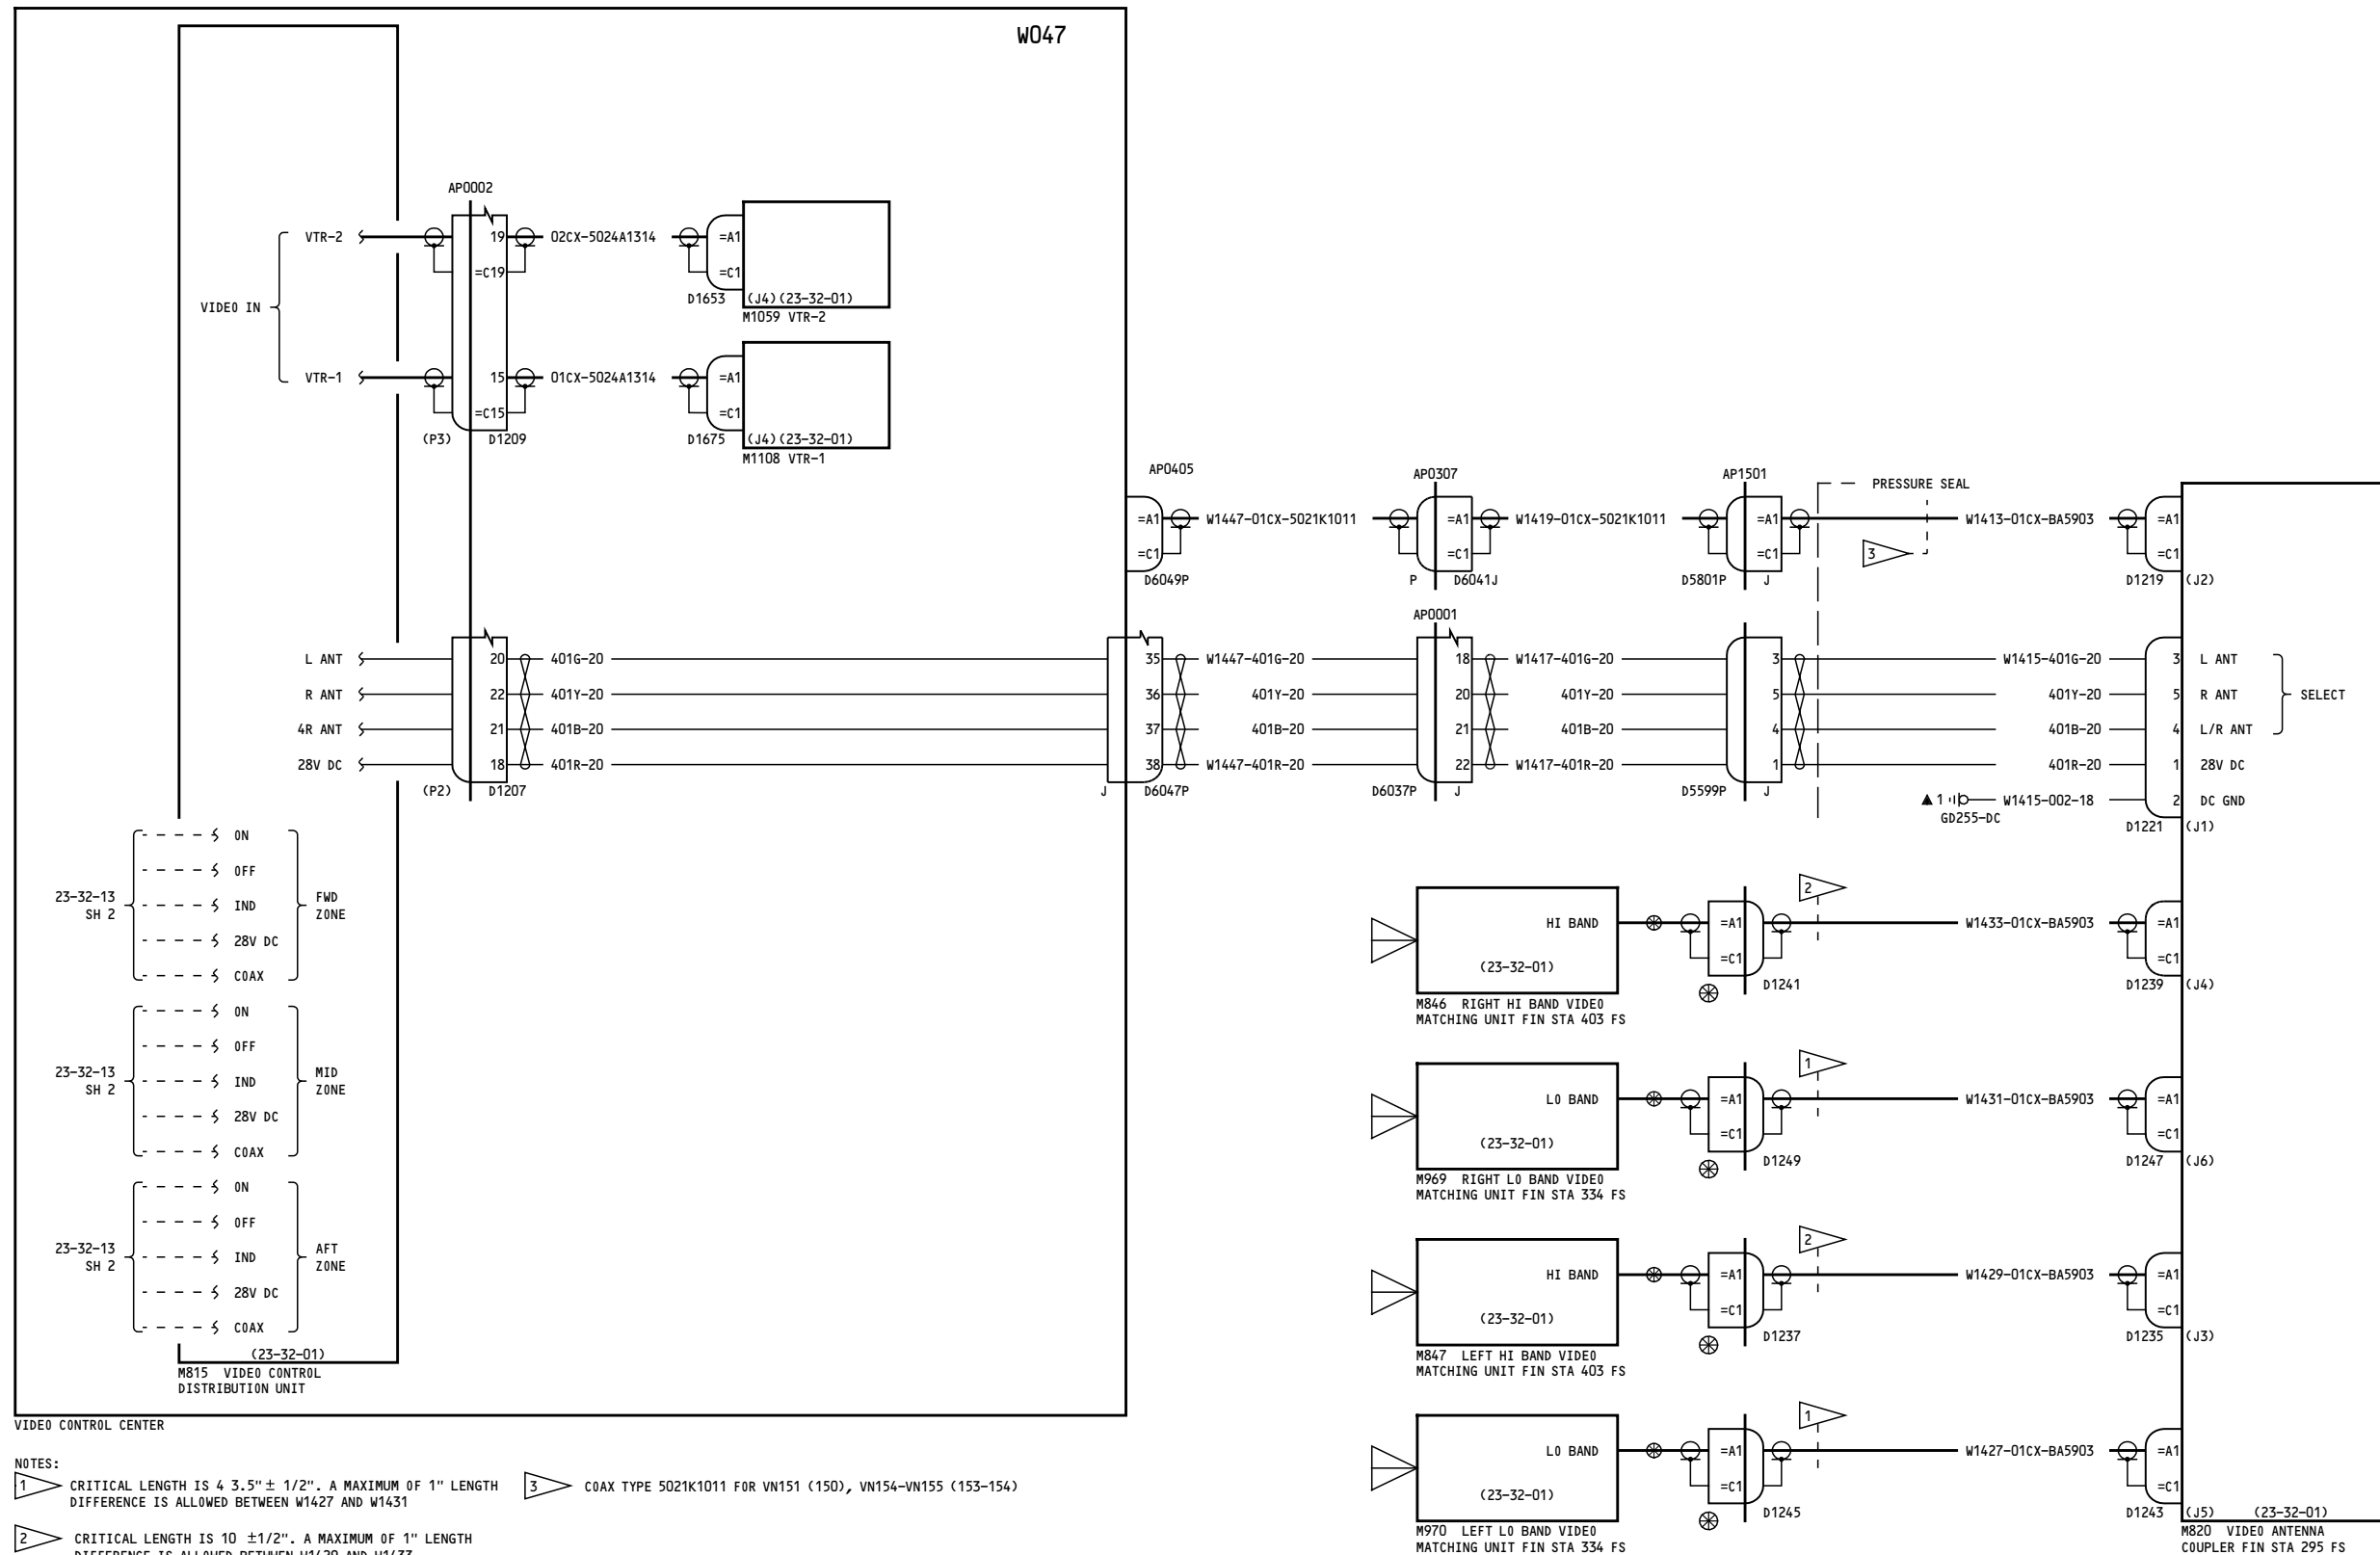 W047
AP0002
VTR-2
19
02CX-5024A1314
=A1
=C19
=C1
D1653
(J4)(23-32-01)
M1059 VTR-2
VIDEO IN
VTR-1
15
01CX-5024A1314
=A1
=C15
=C1
(P3)
D1209
D1675
(J4)(23-32-01)
M1108 VTR-1
AP0405
AP0307
AP1501
PRESSURE SEAL
=A1
W1447-01CX-5021K1011
=A1
W1419-01CX-5021K1011
=A1
W1413-01CX-BA5903
=A1
=C1
=C1
=C1
3
=C1
D6049P
P
D6041J
D5801P
J
D1219
(J2)
AP0001
L ANT
20
401G-20
35
W1447-401G-20
18
W1417-401G-20
3
W1415-401G-20
3
L ANT
R ANT
22
401Y-20
36
401Y-20
20
401Y-20
5
401Y-20
5
R ANT
SELECT
4R ANT
21
401B-20
37
401B-20
21
401B-20
4
401B-20
4
L/R ANT
28V DC
18
401R-20
38
W1447-401R-20
22
W1417-401R-20
1
401R-20
1
28V DC
(P2)
D1207
J
D6047P
D6037P
J
D5599P
J
1
W1415-002-18
2
DC GND
GD255-DC
D1221
(J1)
ON
OFF
23-32-13
SH 2
IND
FWD
ZONE
28V DC
COAX
ON
OFF
23-32-13
SH 2
IND
MID
ZONE
28V DC
COAX
ON
OFF
23-32-13
SH 2
IND
AFT
ZONE
28V DC
COAX
(23-32-01)
M815 VIDEO CONTROL
DISTRIBUTION UNIT
VIDEO CONTROL CENTER
2
HI BAND
=A1
W1433-01CX-BA5903
=A1
(23-32-01)
=C1
=C1
D1241
D1239
(J4)
M846 RIGHT HI BAND VIDEO
MATCHING UNIT FIN STA 403 FS
1
LO BAND
=A1
W1431-01CX-BA5903
=A1
(23-32-01)
=C1
=C1
D1249
D1247
(J6)
M969 RIGHT LO BAND VIDEO
MATCHING UNIT FIN STA 334 FS
2
HI BAND
=A1
W1429-01CX-BA5903
=A1
(23-32-01)
=C1
=C1
D1237
D1235
(J3)
M847 LEFT HI BAND VIDEO
MATCHING UNIT FIN STA 403 FS
1
LO BAND
=A1
W1427-01CX-BA5903
=A1
(23-32-01)
=C1
=C1
D1245
D1243
(J5)
(23-32-01)
M970 LEFT LO BAND VIDEO
MATCHING UNIT FIN STA 334 FS
M820 VIDEO ANTENNA
COUPLER FIN STA 295 FS
NOTES:
1 CRITICAL LENGTH IS 4 3.5"± 1/2". A MAXIMUM OF 1" LENGTH
DIFFERENCE IS ALLOWED BETWEEN W1427 AND W1431
3 COAX TYPE 5021K1011 FOR VN151 (150), VN154-VN155 (153-154)
2 CRITICAL LENGTH IS 10 ±1/2". A MAXIMUM OF 1" LENGTH